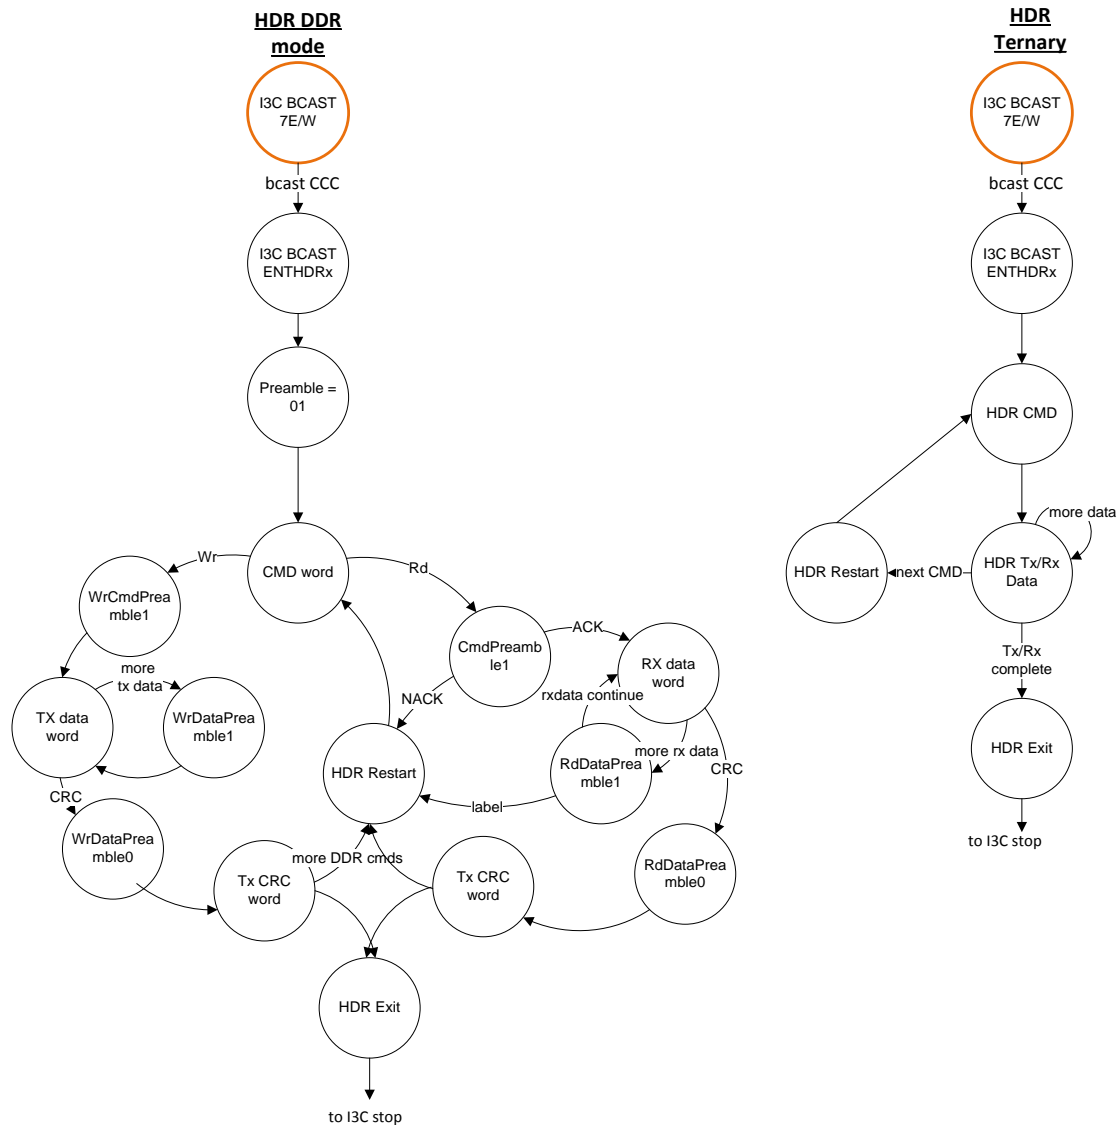 HDR DDR
mode
I3C BCAST
7E/W
bcast CCC
I3C BCAST
ENTHDRx
Preamble =
01
CMD word
Wr
Rd
WrCmdPrea
mble1
CmdPreamb
le1
ACK
NACK
RX data
word
more
tx data
TX data
word
WrDataPrea
mble1
rxdata continue
more rx data
CRC
RdDataPrea
mble1
HDR Restart
label
CRC
WrDataPrea
mble0
more DDR cmds
Tx CRC
word
Tx CRC
word
RdDataPrea
mble0
HDR Exit
to I3C stop
HDR
Ternary
I3C BCAST
7E/W
bcast CCC
I3C BCAST
ENTHDRx
HDR CMD
more data
HDR Restart
next CMD
HDR Tx/Rx
Data
Tx/Rx
complete
HDR Exit
to I3C stop